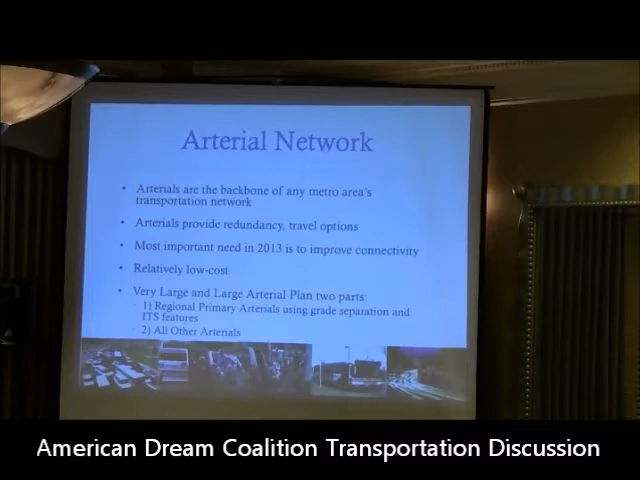 Arterial Network
• Arterials are the backbone of any metro area's
transportation network
• Arterials provide redundancy, travel options
• Most important need in 2013 is to improve connectivity
• Relatively low-cost
• Very Large and Large Arterial Plan two parts:
1) Regional Primary Arterials using grade separation and
ITS features
2) All Other Arterials
American Dream Coalition Transportation Discussion